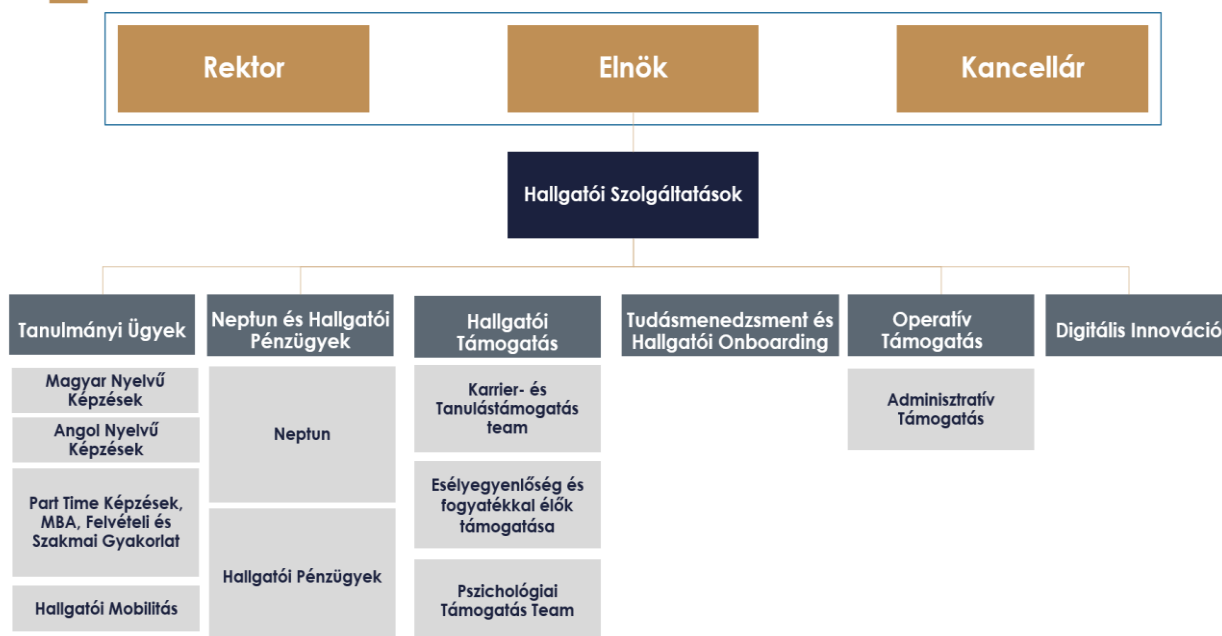 Rektor
Elnök
Kancellár
Hallgatói Szolgáltatások
Tanulmányi Ügyek
Neptun és Hallgatói
Pénzügyek
Hallgatói
Támogatás
Tudásmenedzsment és
Hallgatói Onboarding
Operatív
Támogatás
Digitális Innováció
Magyar Nyelvű
Képzések
Angol Nyelvű
Képzések
Part Time Képzések,
MBA, Felvételi és
Szakmai Gyakorlat
Hallgatói Mobilitás
Neptun
Hallgatói Pénzügyek
Karrier- és
Tanulástámogatás
team
Esélyegyenlőség és
fogyatékkal élők
támogatása
Pszichológiai
Támogatás Team
Adminisztratív
Támogatás